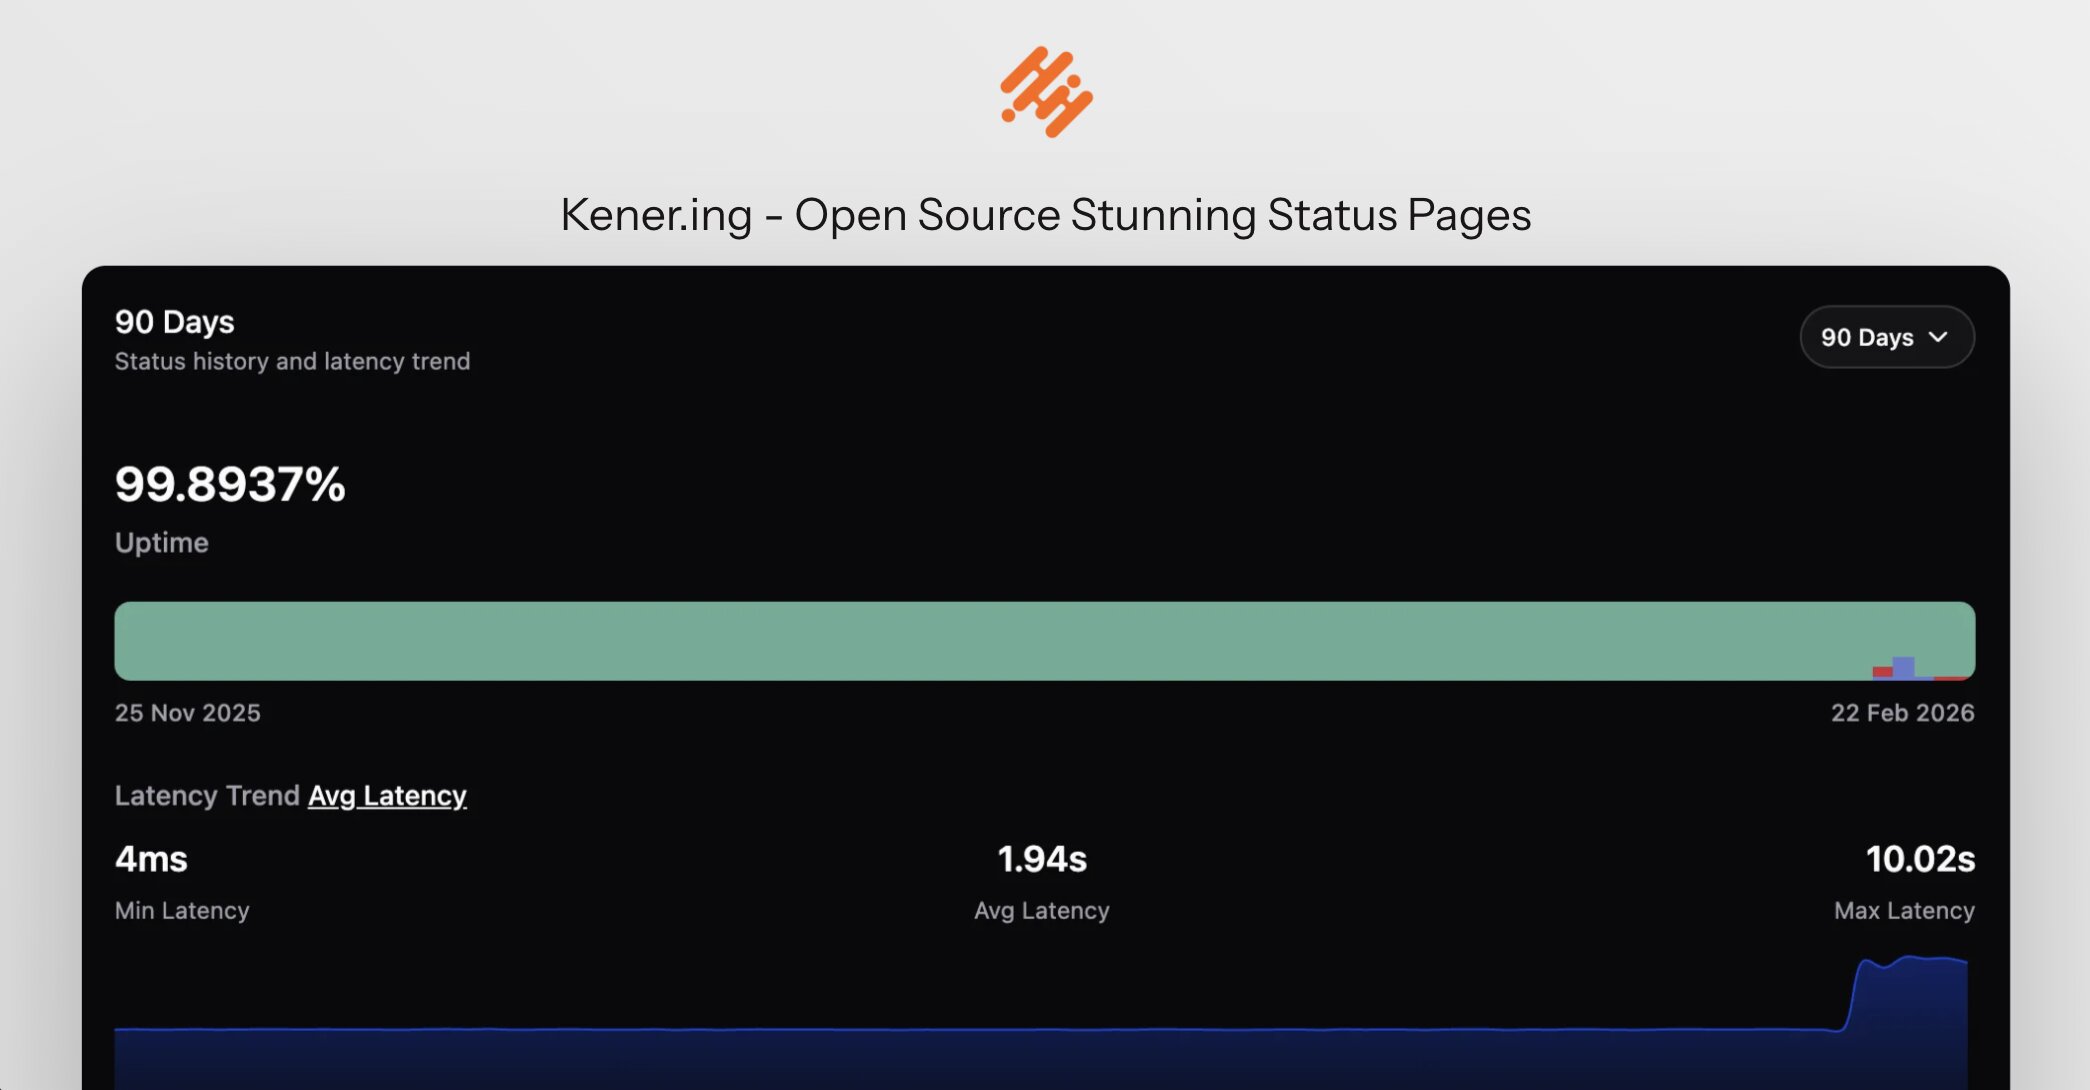 Kener.ing - Open Source Stunning Status Pages
90 Days
90 Days
Status history and latency trend
99.8937%
Uptime
25 Nov 2025
22 Feb 2026
Latency Trend Avg Latency
4ms
1.94s
10.02s
Min Latency
Avg Latency
Max Latency